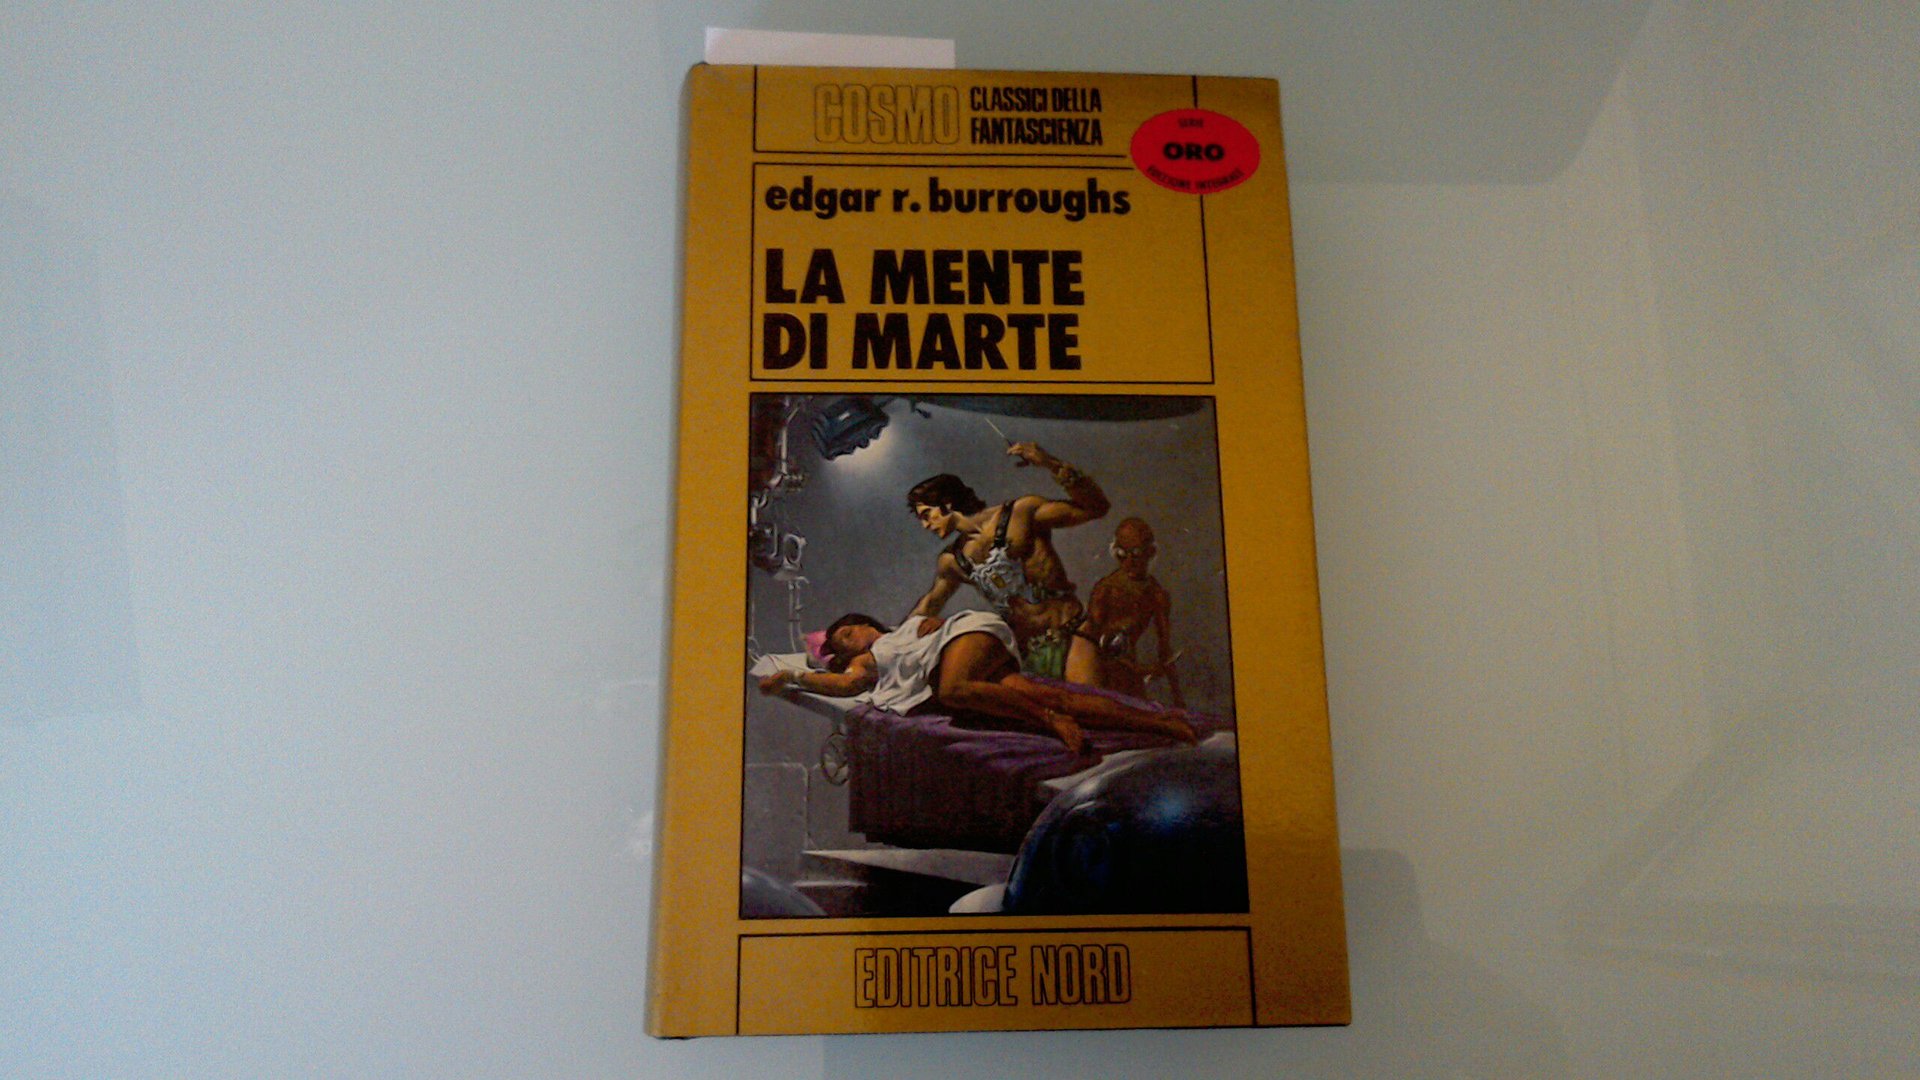 COSMO
CLASSICI DELLA
FANTASCIENZA
SERIE
ORO
EDIZIONE INTEGRALE
edgar r. burroughs
LA MENTE
DI MARTE
EDITRICE NORD